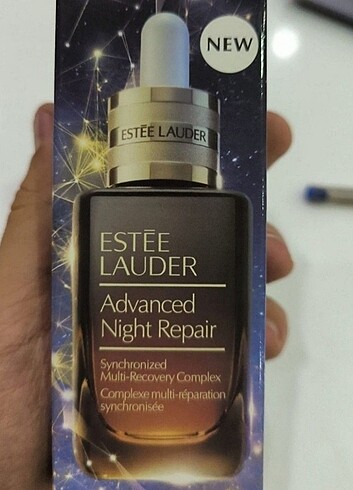 NEW
ESTĒE LAUDER
ESTĒE
LAUDER
Advanced
Night Repair
Synchronized
Multi-Recovery Complex
Complexe multi-réparation
synchronisée